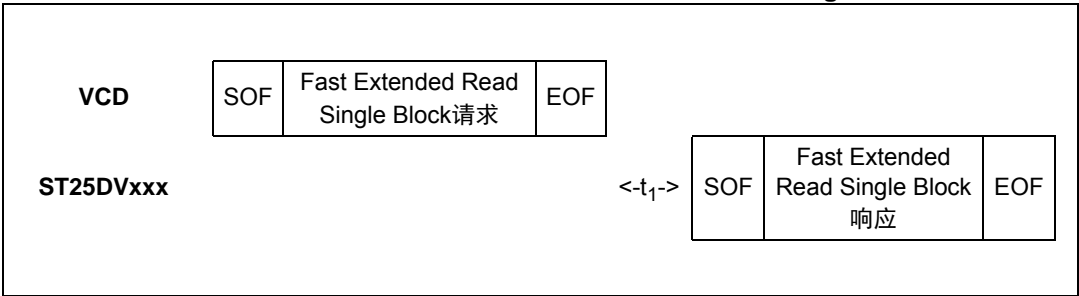 VCD
SOF
Fast Extended Read
Single Block请求
EOF
ST25DVxxx
<-t1->
SOF
Fast Extended
Read Single Block
响应
EOF